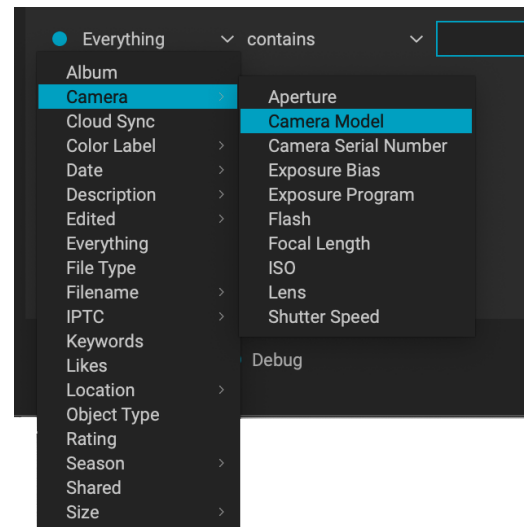 Everything contains
Album
Camera
Cloud Sync
Color Label
Date
Description
Edited
Everything
File Type
Filename
IPTC
Keywords
Likes
Location
Object Type
Rating
Season
Shared
Size
Aperture
Camera Model
Camera Serial Number
Exposure Bias
Exposure Program
Flash
Focal Length
ISO
Lens
Shutter Speed
Debug